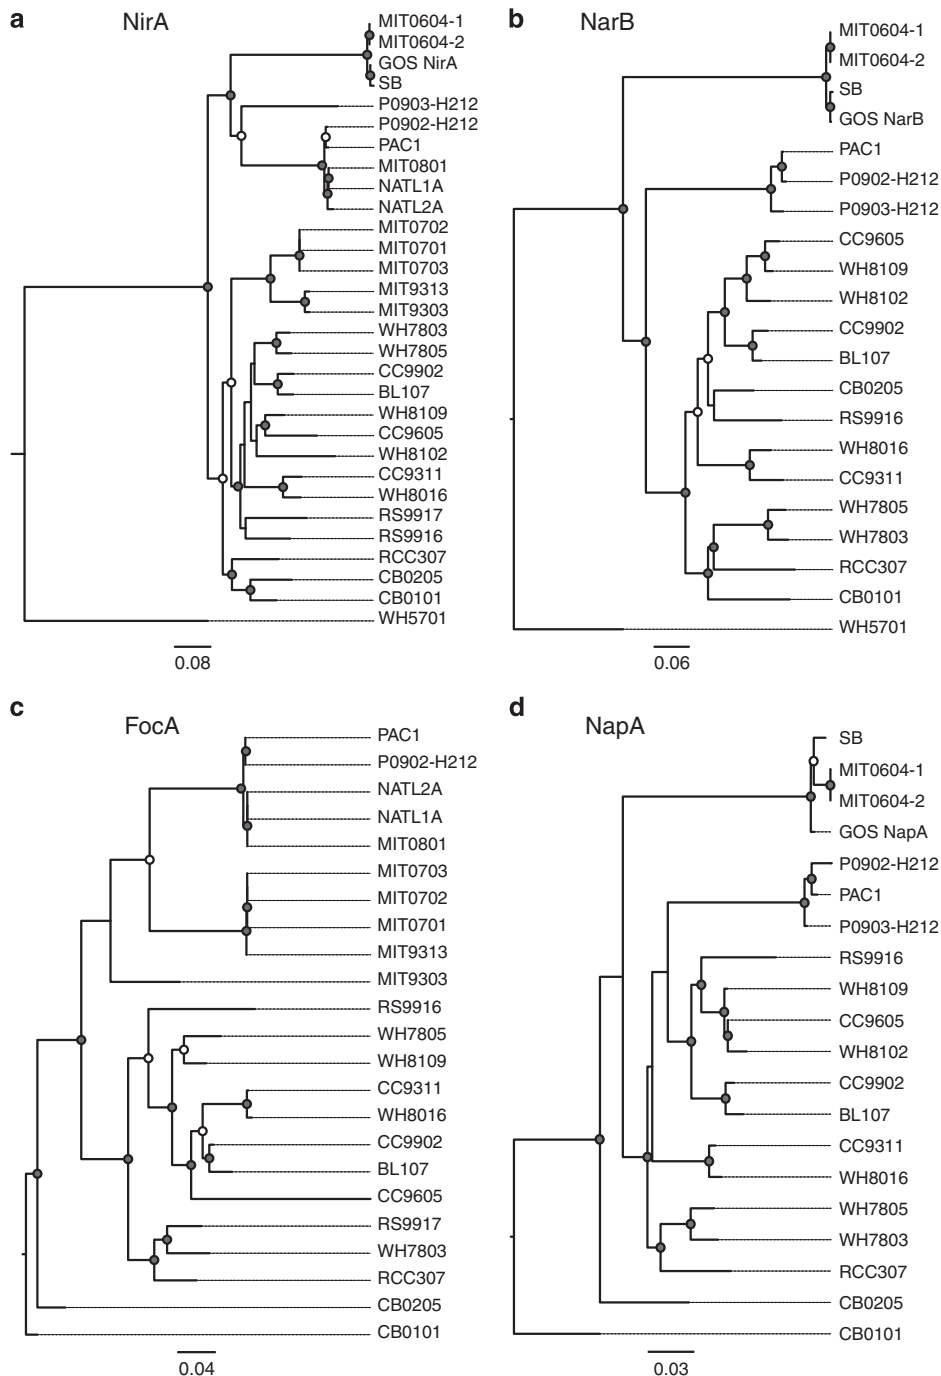 a NirA
MIT0604-1
MIT0604-2
GOS NirA
SB
P0903-H212
P0902-H212
PAC1
MIT0801
NATL1A
NATL2A
MIT0702
MIT0701
MIT0703
MIT9313
MIT9303
WH7803
WH7805
CC9902
BL107
WH8109
CC9605
WH8102
CC9311
WH8016
RS9917
RS9916
RCC307
CB0205
CB0101
WH5701
0.08
b NarB
MIT0604-1
MIT0604-2
SB
GOS NarB
PAC1
P0902-H212
P0903-H212
CC9605
WH8109
WH8102
CC9902
BL107
CB0205
RS9916
WH8016
CC9311
WH7805
WH7803
RCC307
CB0101
WH5701
0.06
c FocA
PAC1
P0902-H212
NATL2A
NATL1A
MIT0801
MIT0703
MIT0702
MIT0701
MIT9313
MIT9303
RS9916
WH7805
WH8109
CC9311
WH8016
CC9902
BL107
CC9605
RS9917
WH7803
RCC307
CB0205
CB0101
0.04
d NapA
SB
MIT0604-1
MIT0604-2
GOS NapA
P0902-H212
PAC1
P0903-H212
RS9916
WH8109
CC9605
WH8102
CC9902
BL107
CC9311
WH8016
WH7805
WH7803
RCC307
CB0205
CB0101
0.03